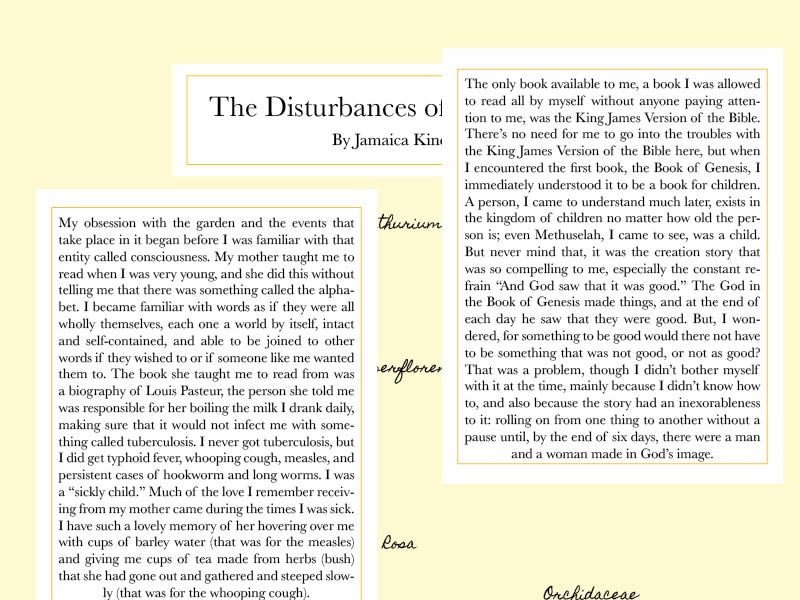 The Disturbances of
By Jamaica
My obsession with the garden and the events that
take place in it began before I was familiar with that
entity called consciousness. My mother taught me to
read when I was very young, and she did this without
telling me that there was something called the alpha-
bet. I became familiar with words as if they were all
wholly themselves, each one a world by itself, intact
and self-contained, and able to be joined to other
words if they wished to or if someone like me wanted
them to. The book she taught me to read from was
a biography of Louis Pasteur, the person she told me
was responsible for her boiling the milk I drank daily,
making sure that it would not infect me with some-
thing called tuberculosis. I never got tuberculosis, but
I did get typhoid fever, whooping cough, measles, and
persistent cases of hookworm and long worms. I was
a “sickly child.” Much of the love I remember receiv-
ing from my mother came during the times I was sick.
I have such a lovely memory of her hovering over me
with cups of barley water (that was for the measles)
and giving me cups of tea made from herbs (bush)
that she had gone out and gathered and steeped slow-
ly (that was for the whooping cough).
The only book available to me, a book I was allowed
to read all by myself without anyone paying atten-
tion to me, was the King James Version of the Bible.
There’s no need for me to go into the troubles with
the King James Version of the Bible here, but when
I encountered the first book, the Book of Genesis, I
immediately understood it to be a book for children.
A person, I came to understand much later, exists in
the kingdom of children no matter how old the per-
son is; even Methuselah, I came to see, was a child.
But never mind that, it was the creation story that
was so compelling to me, especially the constant re-
frain “And God saw that it was good.” The God in
the Book of Genesis made things, and at the end of
each day he saw that they were good. But, I won-
dered, for something to be good would there not have
to be something that was not good, or not as good?
That was a problem, though I didn’t bother myself
with it at the time, mainly because I didn’t know how
to, and also because the story had an inexorableness
to it: rolling on from one thing to another without a
pause until, by the end of six days, there were a man
and a woman made in God’s image.
thurium
Rosa
Orchidaceae